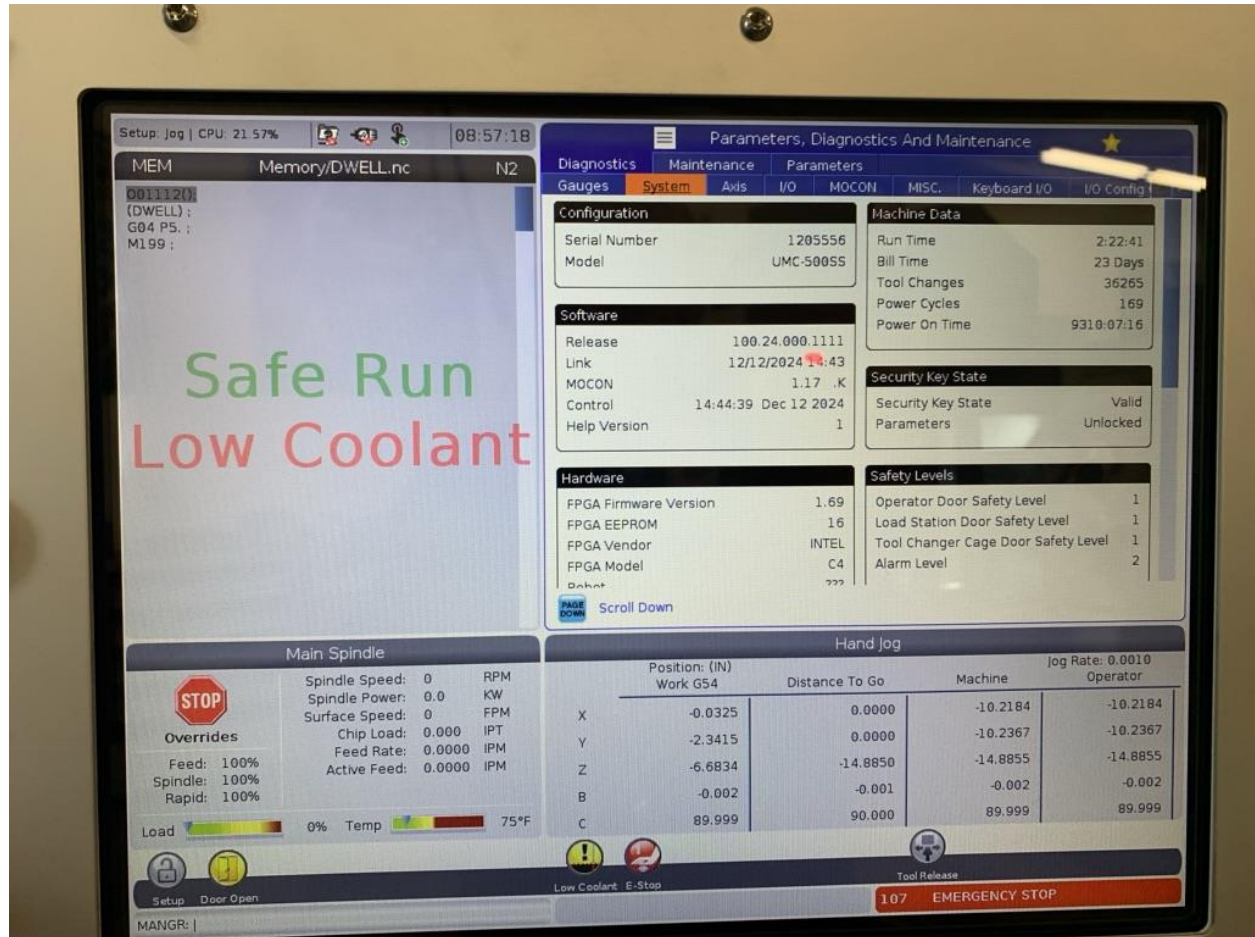 Setup: Jog | CPU: 21.57%
08:57:18
MEM Memory/DWELL.nc N2
O01112();
(DWELL) ;
G04 P5. ;
M199 ;
Safe Run
Low Coolant
Parameters, Diagnostics And Maintenance
Diagnostics Maintenance Parameters
Gauges System Axis I/O MOCON MISC. Keyboard I/O I/O Config
Configuration
Serial Number 1205556
Model UMC-500SS
Software
Release 100.24.000.1111
Link 12/12/2024 14:43
MOCON 1.17 .K
Control 14:44:39 Dec 12 2024
Help Version 1
Hardware
FPGA Firmware Version 1.69
FPGA EEPROM 16
FPGA Vendor INTEL
FPGA Model C4
Robot ???
Machine Data
Run Time 2:22:41
Bill Time 23 Days
Tool Changes 36265
Power Cycles 169
Power On Time 9310:07:16
Security Key State
Security Key State Valid
Parameters Unlocked
Safety Levels
Operator Door Safety Level 1
Load Station Door Safety Level 1
Tool Changer Cage Door Safety Level 1
Alarm Level 2
PAGE DOWN Scroll Down
Main Spindle
STOP
Overrides
Feed: 100%
Spindle: 100%
Rapid: 100%
Spindle Speed: 0 RPM
Spindle Power: 0.0 KW
Surface Speed: 0 FPM
Chip Load: 0.000 IPT
Feed Rate: 0.0000 IPM
Active Feed: 0.0000 IPM
Load 0% Temp 75°F
Hand Jog
Jog Rate: 0.0010
Position: (IN)
Work G54 Distance To Go Machine Operator
X -0.0325 0.0000 -10.2184 -10.2184
Y -2.3415 0.0000 -10.2367 -10.2367
Z -6.6834 -14.8850 -14.8855 -14.8855
B -0.002 -0.001 -0.002 -0.002
C 89.999 90.000 89.999 89.999
Setup Door Open
Low Coolant E-Stop
Tool Release
107 EMERGENCY STOP
MANGR: |